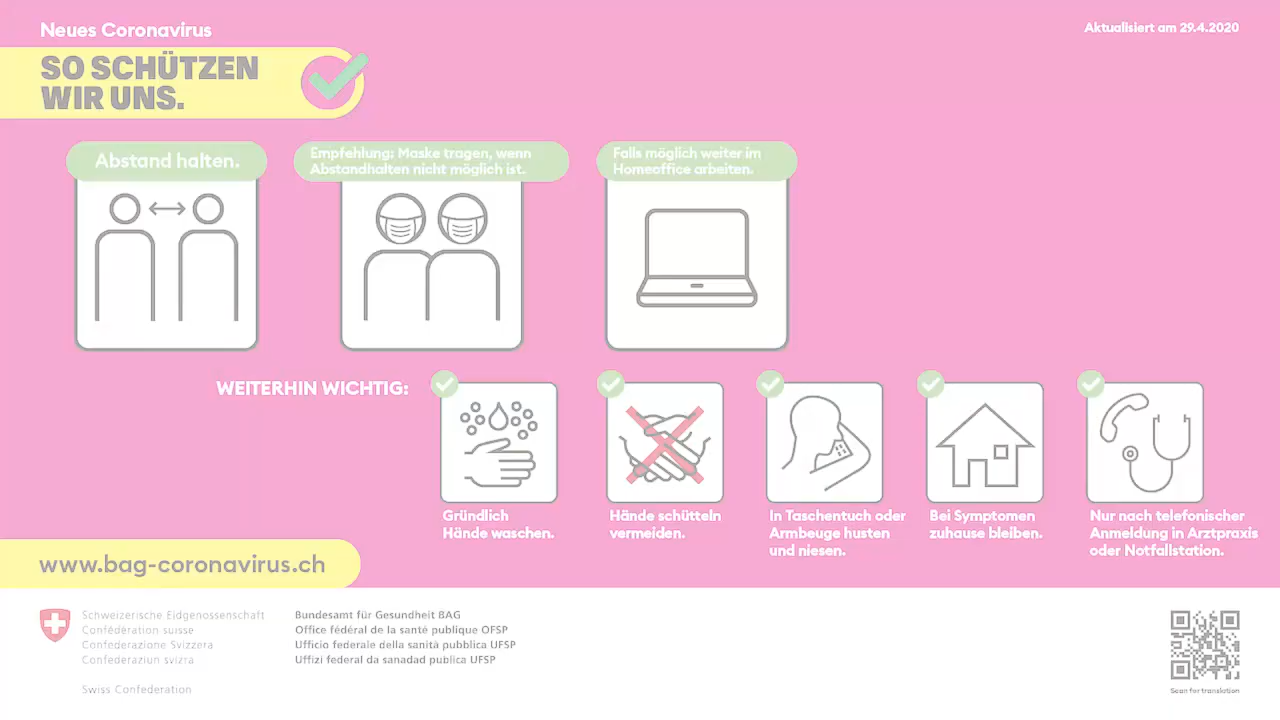 Neues Coronavirus
Aktualisiert am 29.4.2020
SO SCHÜTZEN
WIR UNS.
Abstand halten.
Empfehlung: Maske tragen, wenn
Abstandhalten nicht möglich ist.
Falls möglich weiter im
Homeoffice arbeiten.
WEITERHIN WICHTIG:
Gründlich
Hände waschen.
Hände schütteln
vermeiden.
In Taschentuch oder
Armbeuge husten
und niesen.
Bei Symptomen
zuhause bleiben.
Nur nach telefonischer
Anmeldung in Arztpraxis
oder Notfallstation.
www.bag-coronavirus.ch
Schweizerische Eidgenossenschaft
Confédération suisse
Confederazione Svizzera
Confederaziun svizra
Swiss Confederation
Bundesamt für Gesundheit BAG
Office fédéral de la santé publique OFSP
Ufficio federale della sanità pubblica UFSP
Uffizi federal da sanadad publica UFSP
Scan for translation